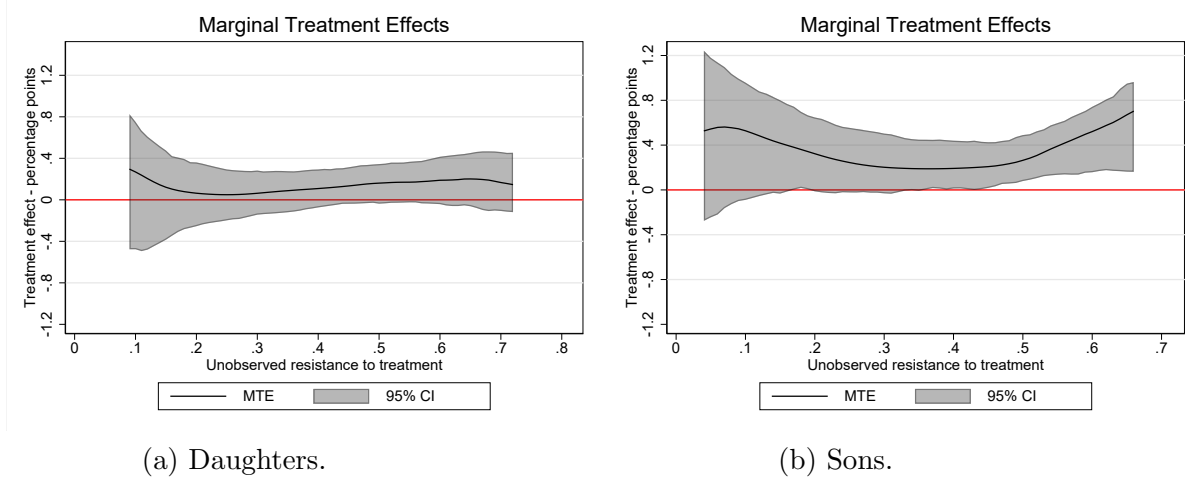 Marginal Treatment Effects
Treatment effect - percentage points
1.2
.8
.4
0
-.4
-.8
-1.2
0 .1 .2 .3 .4 .5 .6 .7 .8
Unobserved resistance to treatment
MTE 95% CI
(a) Daughters.
Marginal Treatment Effects
Treatment effect - percentage points
1.2
.8
.4
0
-.4
-.8
-1.2
0 .1 .2 .3 .4 .5 .6 .7
Unobserved resistance to treatment
MTE 95% CI
(b) Sons.